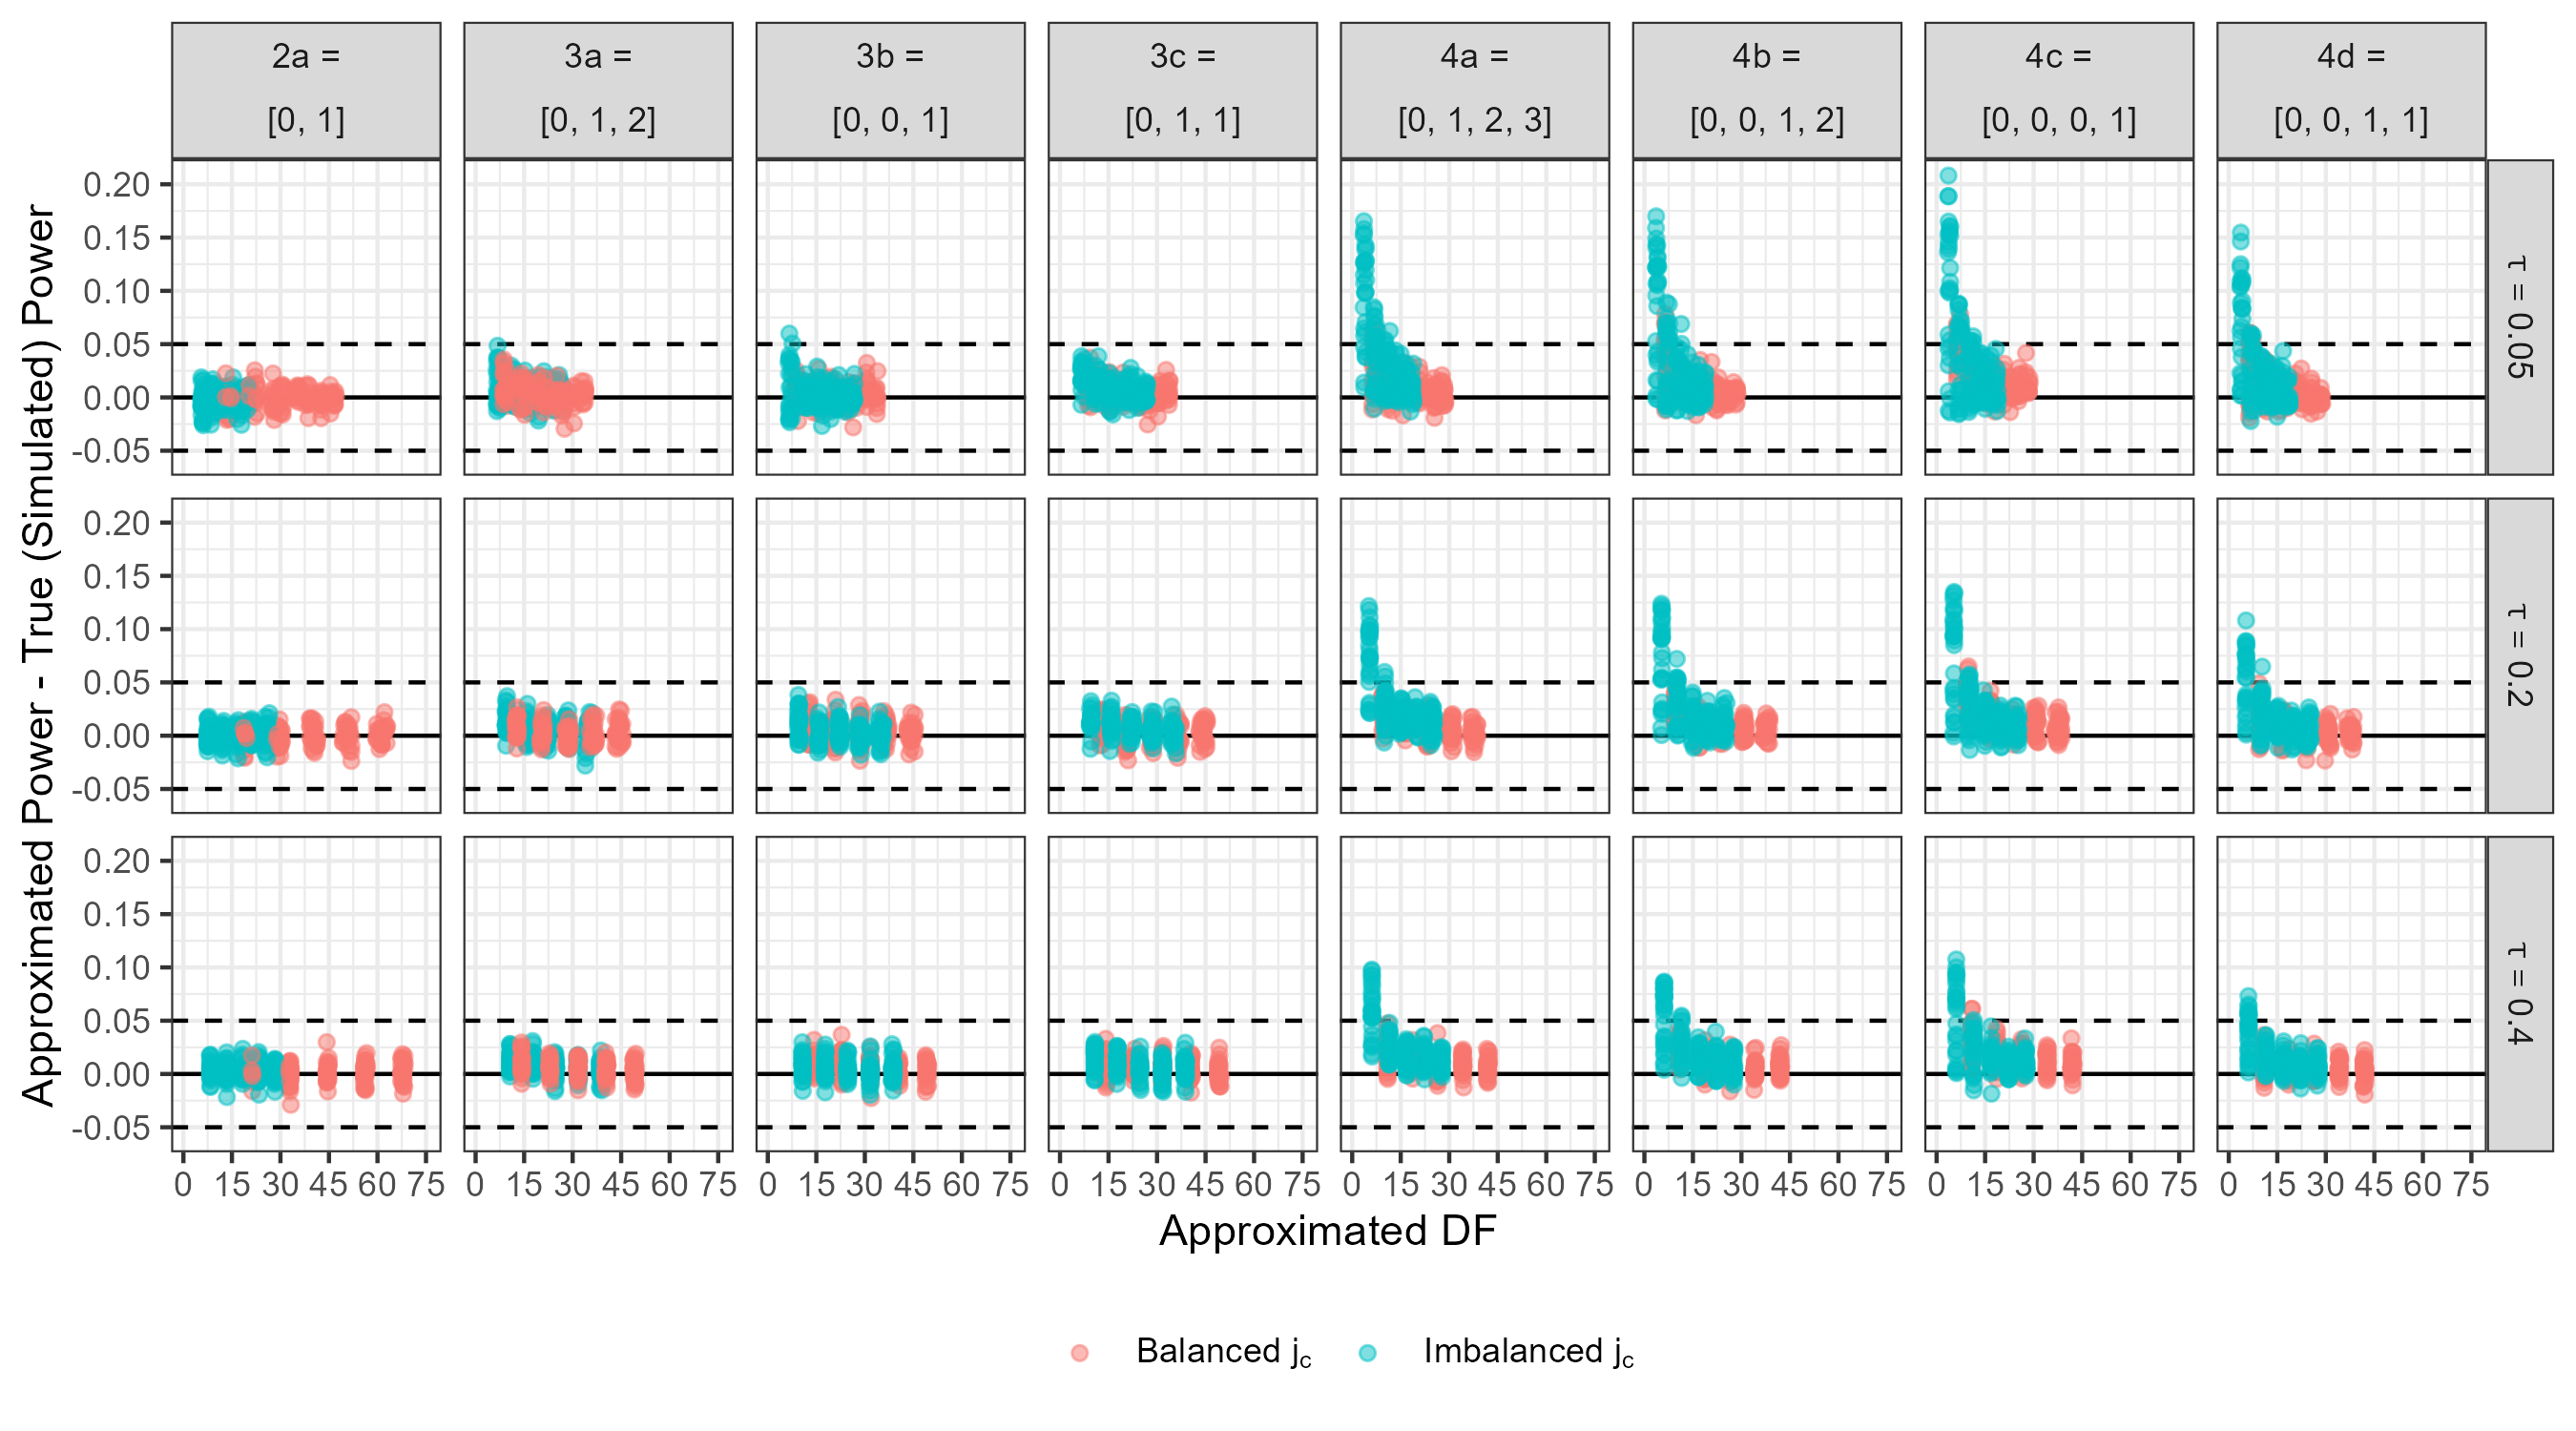 2a = 3a = 3b = 3c = 4a = 4b = 4c = 4d =
[0, 1] [0, 1, 2] [0, 0, 1] [0, 1, 1] [0, 1, 2, 3] [0, 0, 1, 2] [0, 0, 0, 1] [0, 0, 1, 1]
Approximated Power - True (Simulated) Power
0.20
0.15
0.10
0.05
0.00
-0.05
τ = 0.05
0.20
0.15
0.10
0.05
0.00
-0.05
τ = 0.2
0.20
0.15
0.10
0.05
0.00
-0.05
τ = 0.4
0 15 30 45 60 75 0 15 30 45 60 75 0 15 30 45 60 75 0 15 30 45 60 75 0 15 30 45 60 75 0 15 30 45 60 75 0 15 30 45 60 75 0 15 30 45 60 75
Approximated DF
Balanced jc Imbalanced jc